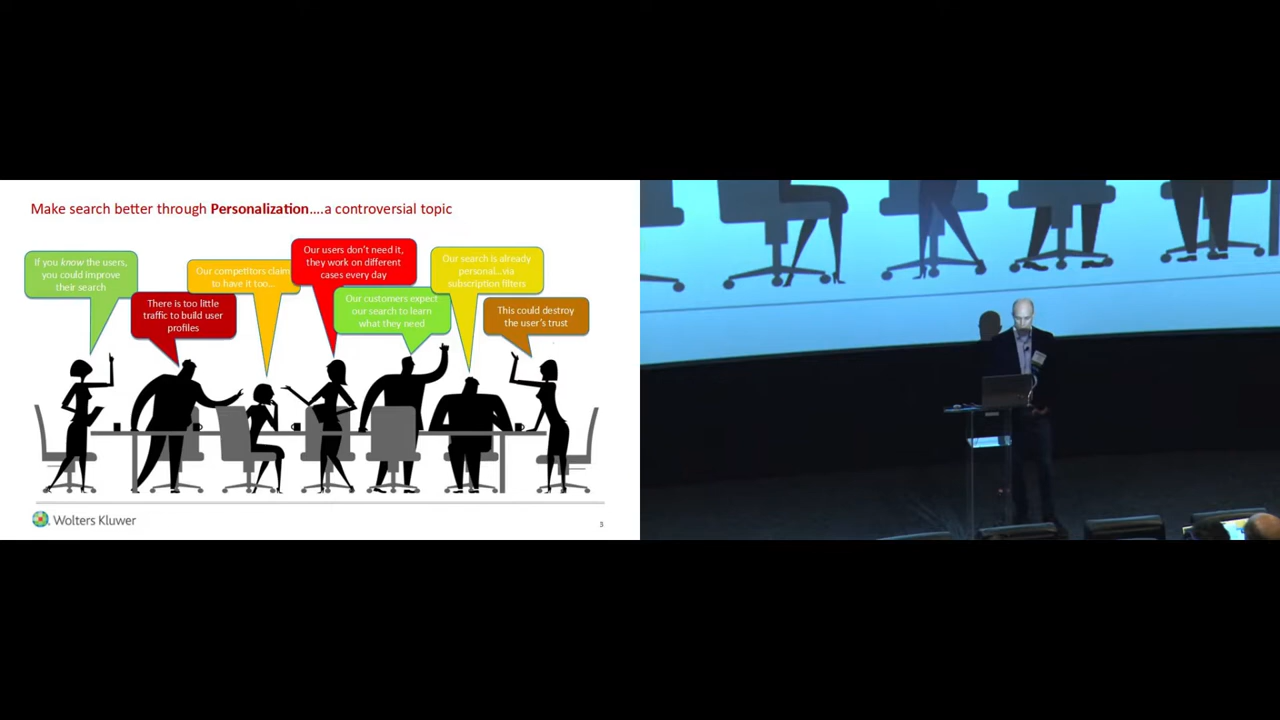 Make search better through Personalization....a controversial topic
If you know the users,
you could improve
their search
There is too little
traffic to build user
profiles
Our competitors claim
to have it too...
Our users don't need it,
they work on different
cases every day
Our customers expect
our search to learn
what they need
Our search is already
personal...via
subscription filters
This could destroy
the user's trust
Wolters Kluwer
3